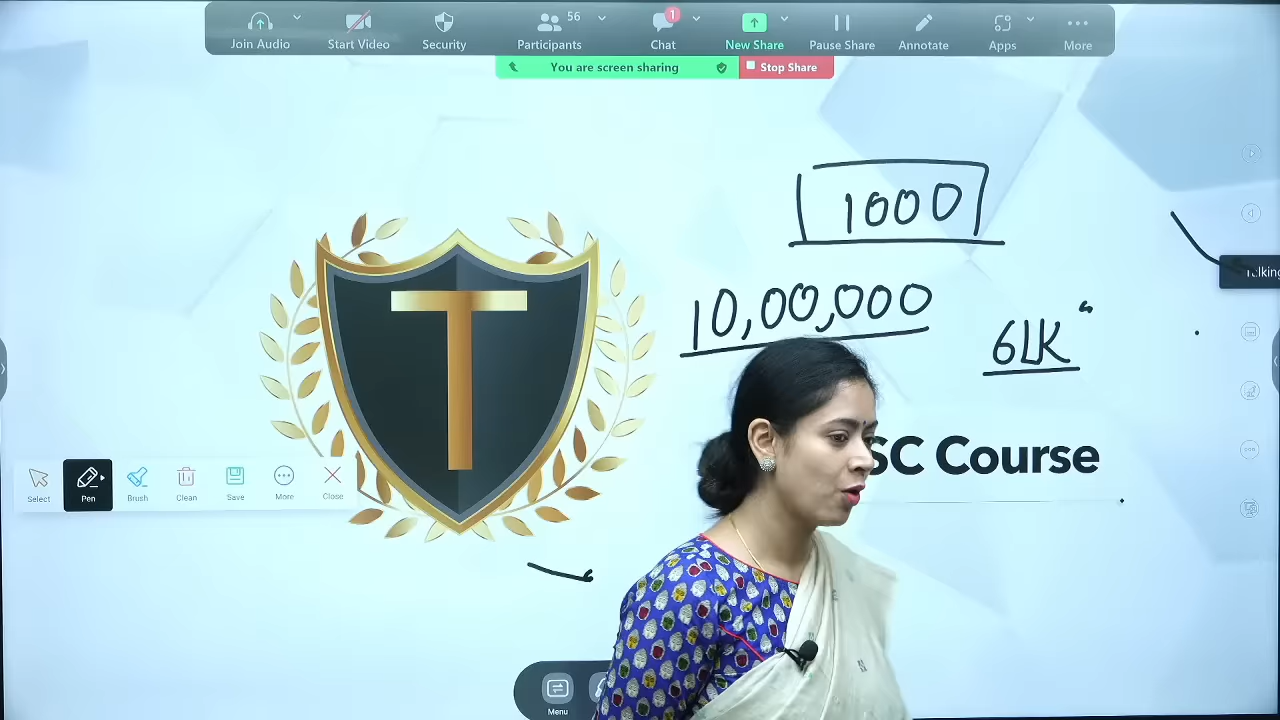 56
1
Join Audio Start Video Security Participants Chat New Share Pause Share Annotate Apps More
You are screen sharing Stop Share
1000
10,00,000
6LK
T
SC Course
Select Pen Brush Clean Save More Close
Menu